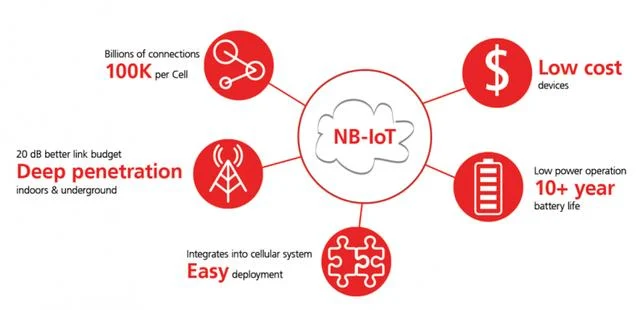 Billions of connections
100K per Cell
Low cost
devices
NB-IoT
20 dB better link budget
Deep penetration
indoors & underground
Low power operation
10+ year
battery life
Integrates into cellular system
Easy deployment